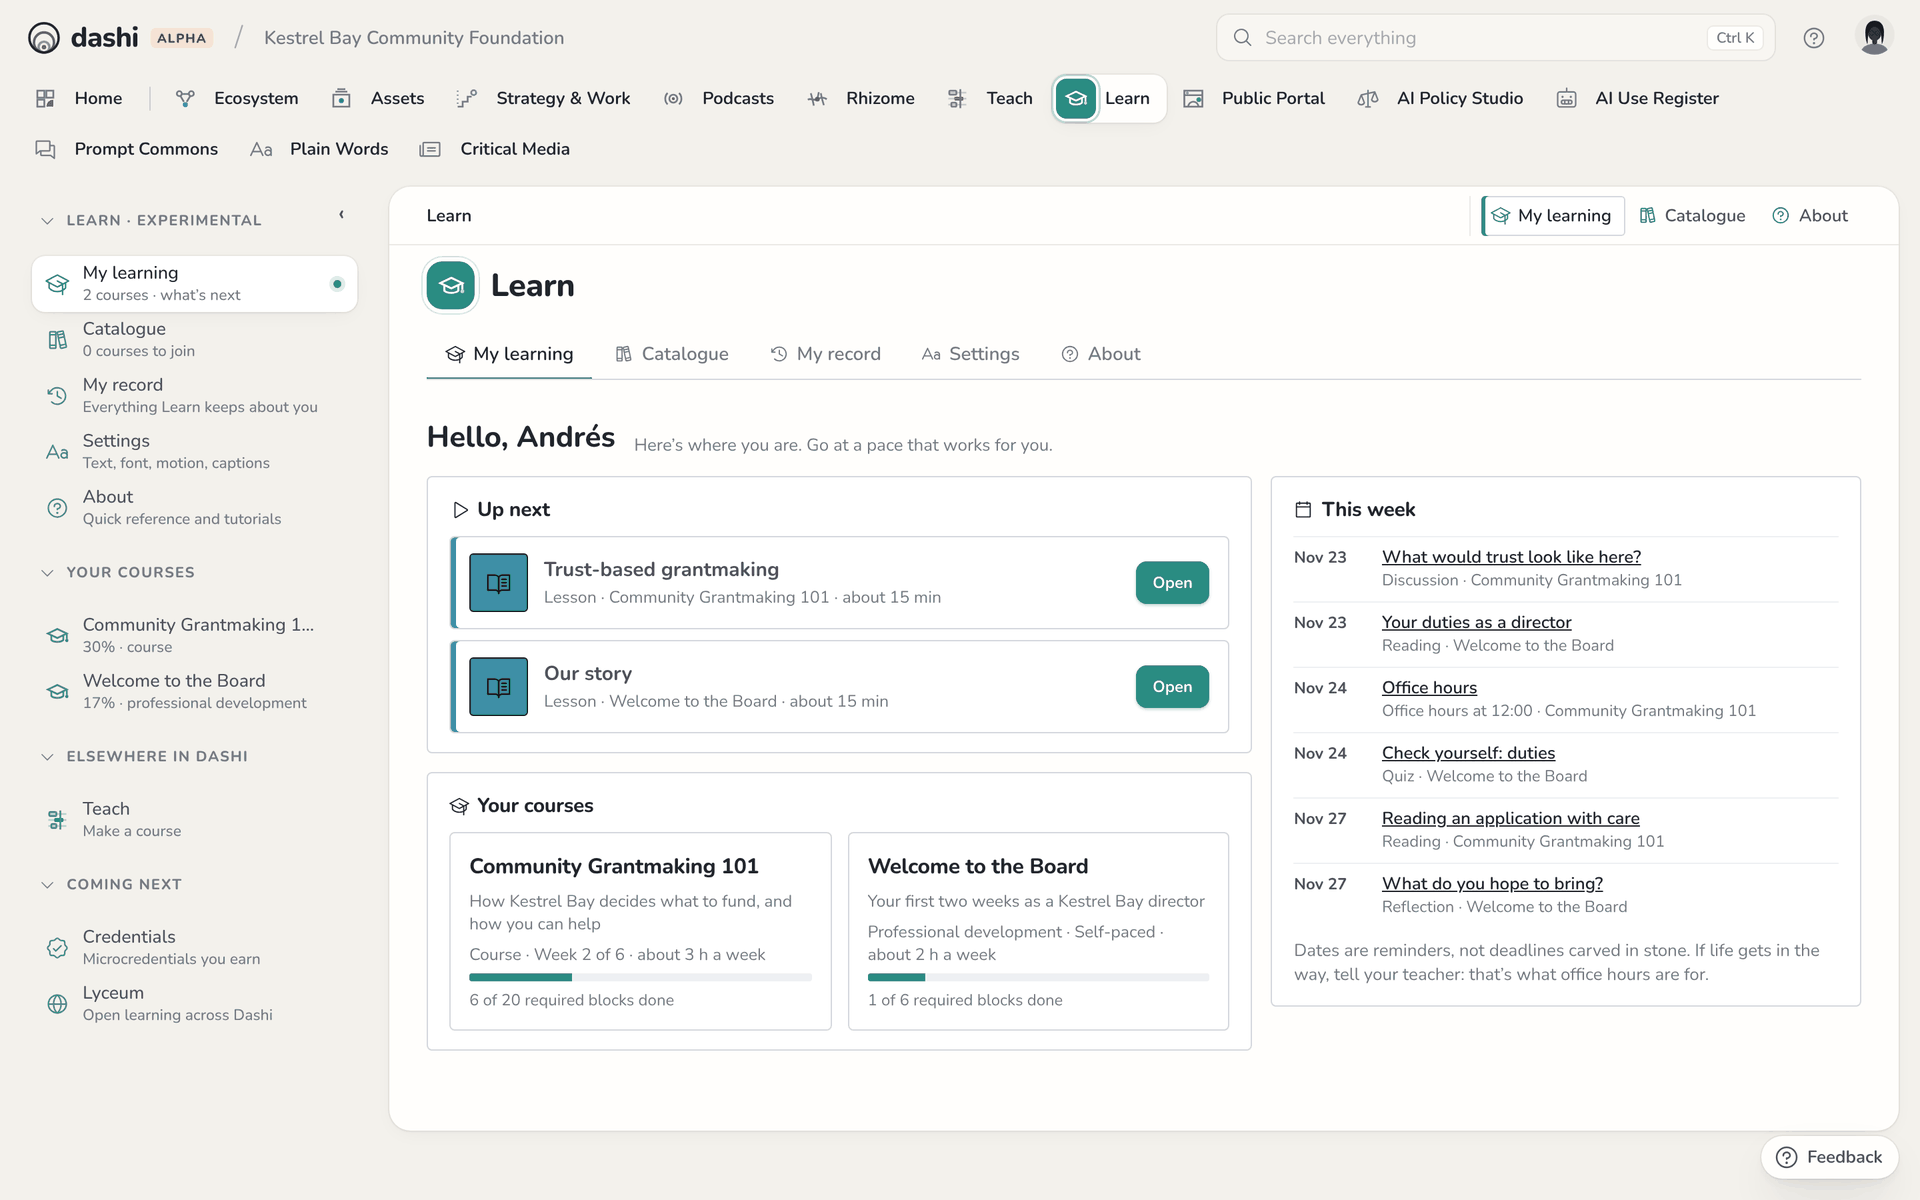 dashi ALPHA / Kestrel Bay Community Foundation
Search everything
Ctrl K
Home
Ecosystem
Assets
Strategy & Work
Podcasts
Rhizome
Teach
Learn
Public Portal
AI Policy Studio
AI Use Register
Prompt Commons
Aa Plain Words
Critical Media
LEARN · EXPERIMENTAL
My learning
2 courses · what's next
Catalogue
0 courses to join
My record
Everything Learn keeps about you
Aa Settings
Text, font, motion, captions
About
Quick reference and tutorials
YOUR COURSES
Community Grantmaking 1...
30% · course
Welcome to the Board
17% · professional development
ELSEWHERE IN DASHI
Teach
Make a course
COMING NEXT
Credentials
Microcredentials you earn
Lyceum
Open learning across Dashi
Learn
My learning
Catalogue
About
Learn
My learning
Catalogue
My record
Aa Settings
About
Hello, Andrés
Here's where you are. Go at a pace that works for you.
Up next
Trust-based grantmaking
Lesson · Community Grantmaking 101 · about 15 min
Open
Our story
Lesson · Welcome to the Board · about 15 min
Open
Your courses
Community Grantmaking 101
How Kestrel Bay decides what to fund, and
how you can help
Course · Week 2 of 6 · about 3 h a week
6 of 20 required blocks done
Welcome to the Board
Your first two weeks as a Kestrel Bay director
Professional development · Self-paced ·
about 2 h a week
1 of 6 required blocks done
This week
Nov 23 What would trust look like here?
Discussion · Community Grantmaking 101
Nov 23 Your duties as a director
Reading · Welcome to the Board
Nov 24 Office hours
Office hours at 12:00 · Community Grantmaking 101
Nov 24 Check yourself: duties
Quiz · Welcome to the Board
Nov 27 Reading an application with care
Reading · Community Grantmaking 101
Nov 27 What do you hope to bring?
Reflection · Welcome to the Board
Dates are reminders, not deadlines carved in stone. If life gets in the
way, tell your teacher: that's what office hours are for.
Feedback